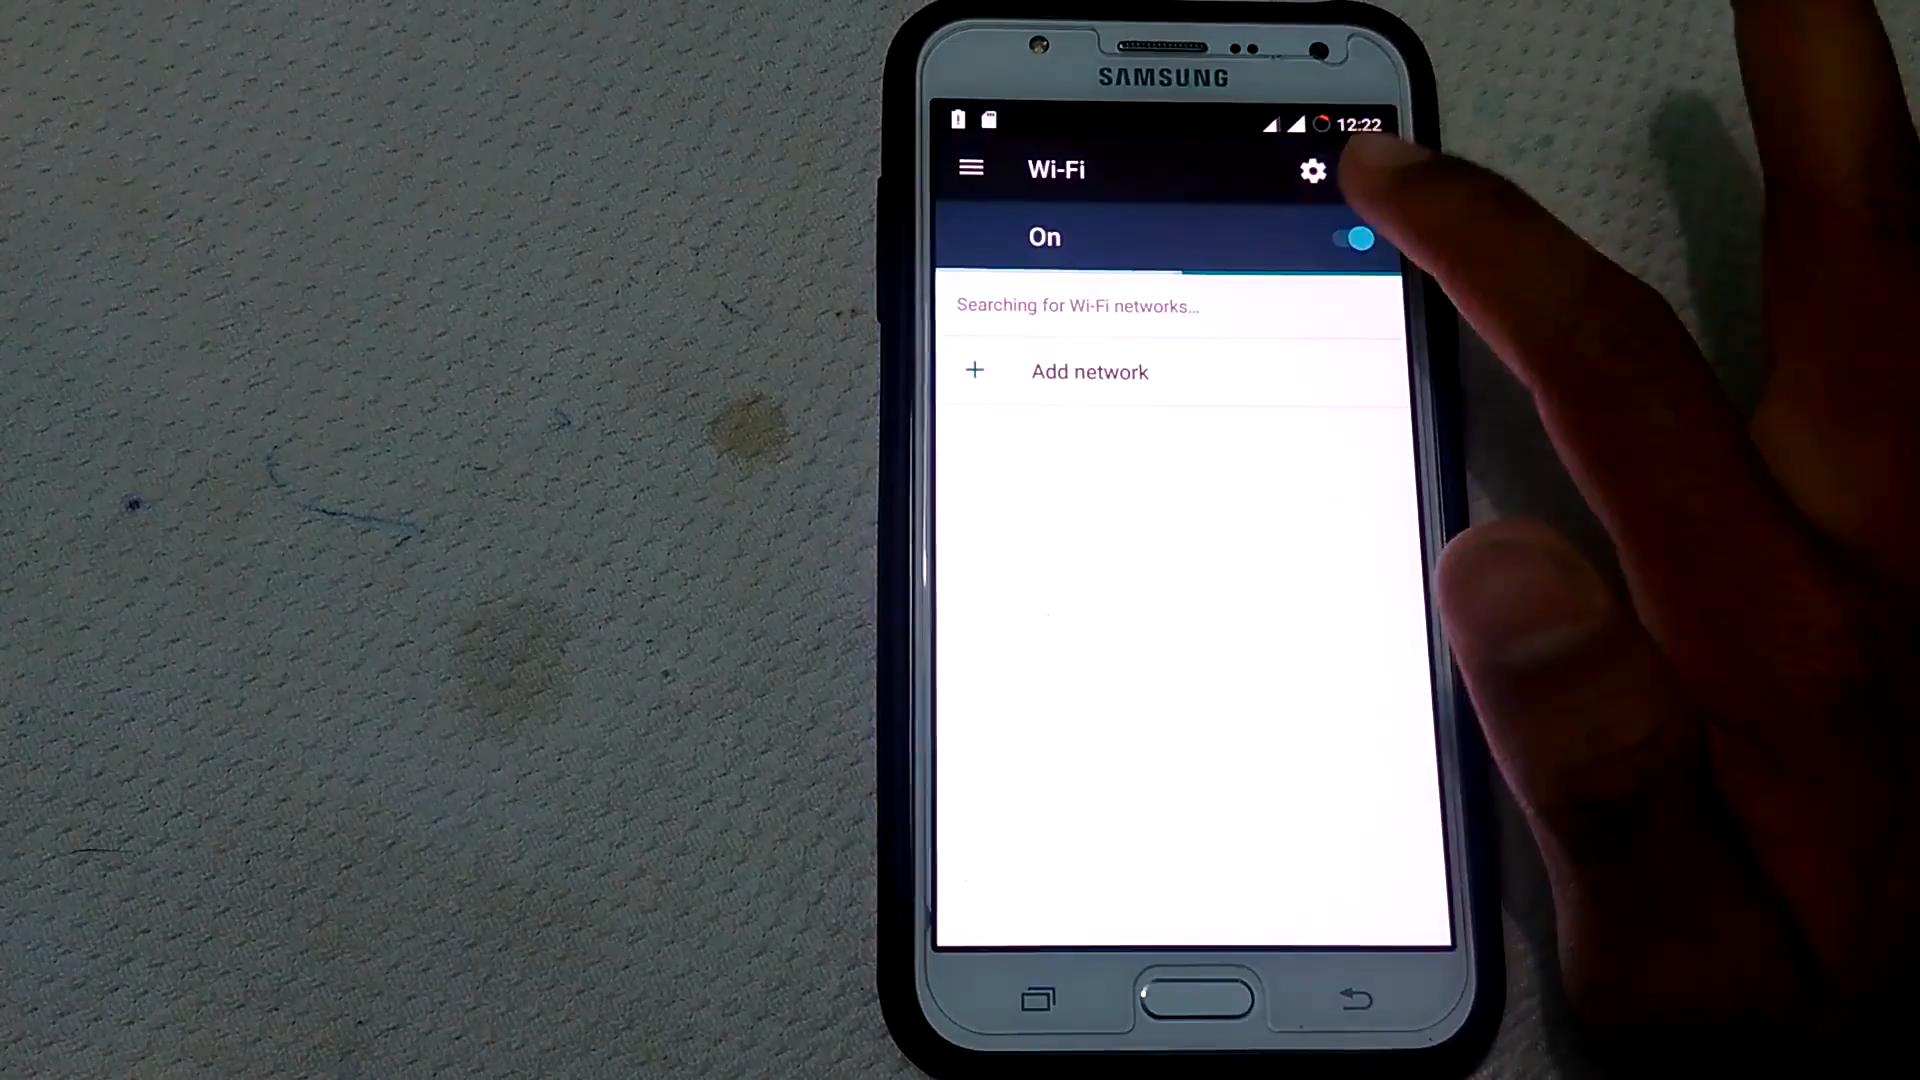 SAMSUNG
12:22
Wi-Fi
On
Searching for Wi-Fi networks...
Add network